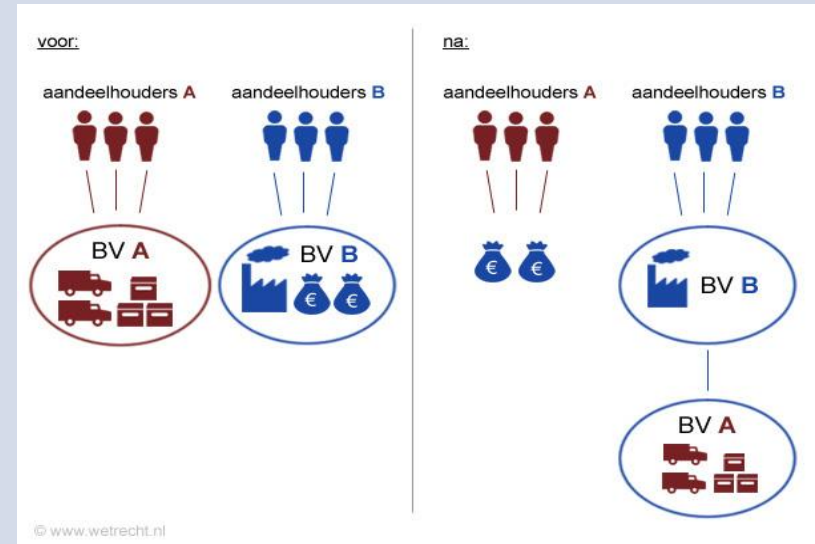 voor:
aandeelhouders A
aandeelhouders B
BV A
BV B
€ €
na:
aandeelhouders A
aandeelhouders B
€ €
BV B
BV A
© www.wetrecht.nl